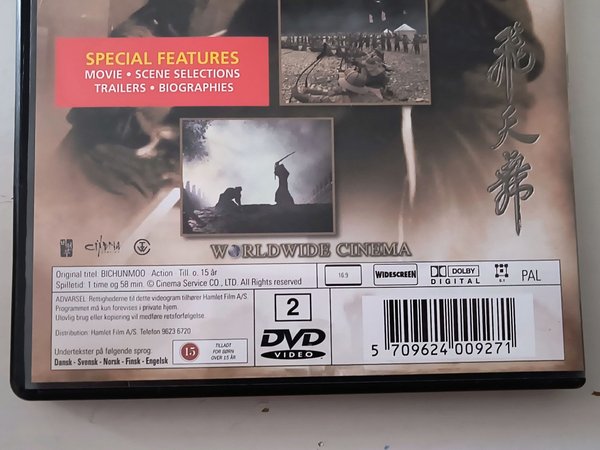 SPECIAL FEATURES
MOVIE • SCENE SELECTIONS
TRAILERS • BIOGRAPHIES
飛天舞
CINEMA
WORLDWIDE CINEMA
Original titel: BICHUNMOO · Action · Till. o. 15 år
Spilletid: 1 time og 58 min. © Cinema Service CO., LTD. All Rights reserved
16:9
WIDESCREEN
DOLBY
DIGITAL
5.1
PAL
ADVARSEL: Rettighederne til dette videogram tilhører Hamlet Film A/S.
Programmet må kun forevises i private hjem.
Ulovlig brug eller kopiering vil medføre retsforfølgelse.
Distribution: Hamlet Film A/S. Telefon 9623 6720
Undertekster på følgende sprog:
Dansk - Svensk - Norsk - Finsk - Engelsk
15
TILLADT
FOR BØRN
OVER 15 ÅR
2
DVD
VIDEO
5 709624 009271